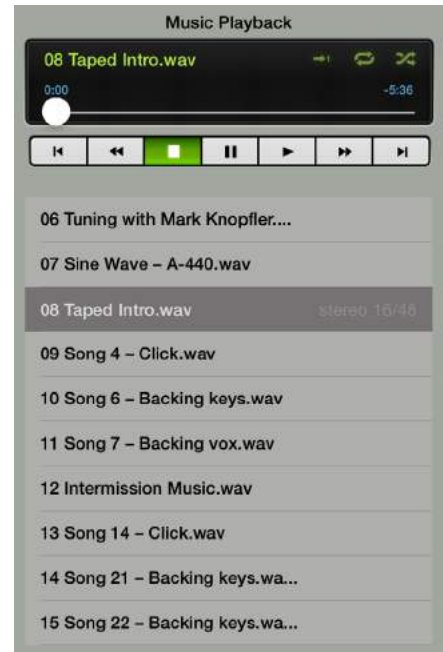 Music Playback
08 Taped Intro.wav
0:00 -5:36
06 Tuning with Mark Knopfler....
07 Sine Wave – A-440.wav
08 Taped Intro.wav stereo 16/48
09 Song 4 – Click.wav
10 Song 6 – Backing keys.wav
11 Song 7 – Backing vox.wav
12 Intermission Music.wav
13 Song 14 – Click.wav
14 Song 21 – Backing keys.wa...
15 Song 22 – Backing keys.wa...